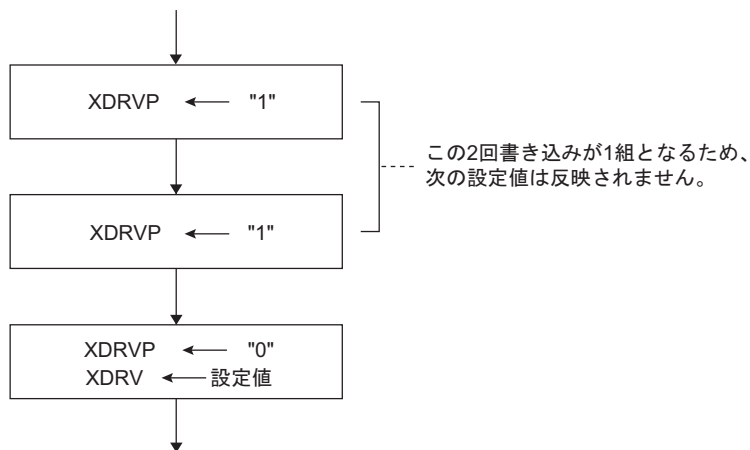 XDRVP ← "1"
この2回書き込みが1組となるため、
次の設定値は反映されません。
XDRVP ← "1"
XDRVP ← "0"
XDRV ← 設定値